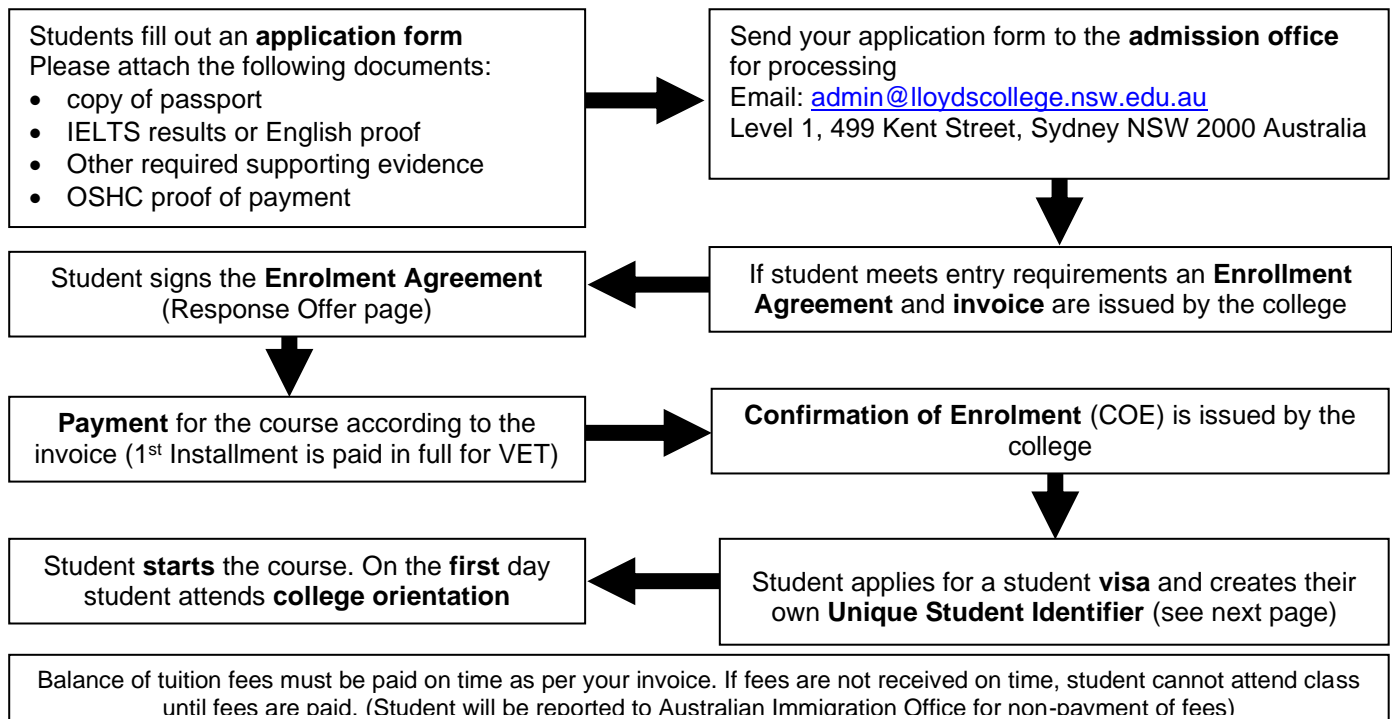 Students fill out an application form
Please attach the following documents:
• copy of passport
• IELTS results or English proof
• Other required supporting evidence
• OSHC proof of payment
Send your application form to the admission office
for processing
Email: admin@lloydscollege.nsw.edu.au
Level 1, 499 Kent Street, Sydney NSW 2000 Australia
If student meets entry requirements an Enrollment
Agreement and invoice are issued by the college
Student signs the Enrolment Agreement
(Response Offer page)
Payment for the course according to the
invoice (1st Installment is paid in full for VET)
Confirmation of Enrolment (COE) is issued by the
college
Student applies for a student visa and creates their
own Unique Student Identifier (see next page)
Student starts the course. On the first day
student attends college orientation
Balance of tuition fees must be paid on time as per your invoice. If fees are not received on time, student cannot attend class
until fees are paid. (Student will be reported to Australian Immigration Office for non-payment of fees)